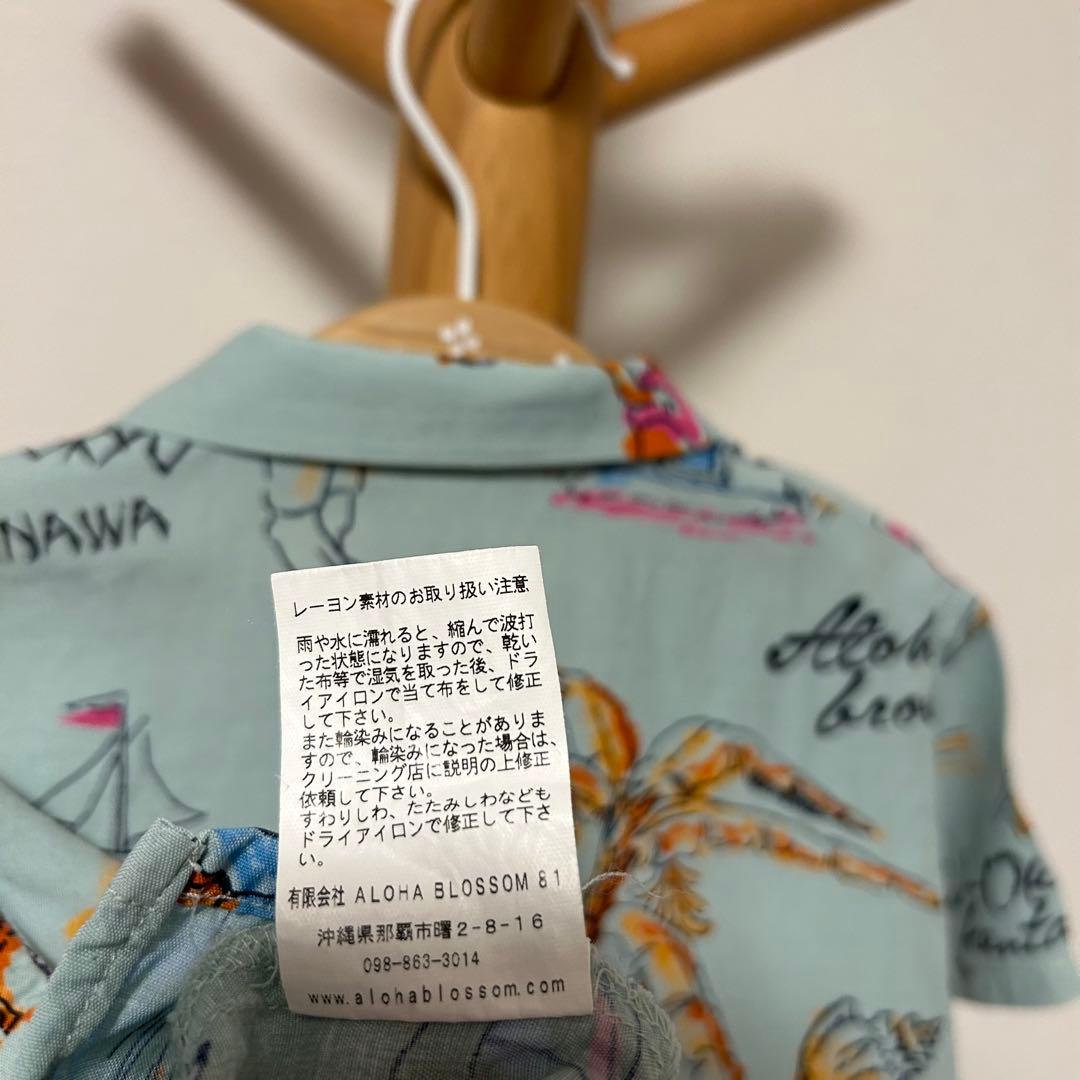 NAWA
レーヨン素材のお取り扱い注意
雨や水に濡れると、縮んで波打
った状態になりますので、乾い
た布等で湿気を取った後、ドラ
イアイロンで当て布をして修正
して下さい。
また輪染みになることがありま
すので、輪染みになった場合は、
クリーニング店に説明の上修正
依頼して下さい。
すわりしわ、たたみしわなども
ドライアイロンで修正して下さ
い。
有限会社 ALOHA BLOSSOM 81
沖縄県那覇市曙2-8-16
098-863-3014
www.alohablossom.com
Aloh